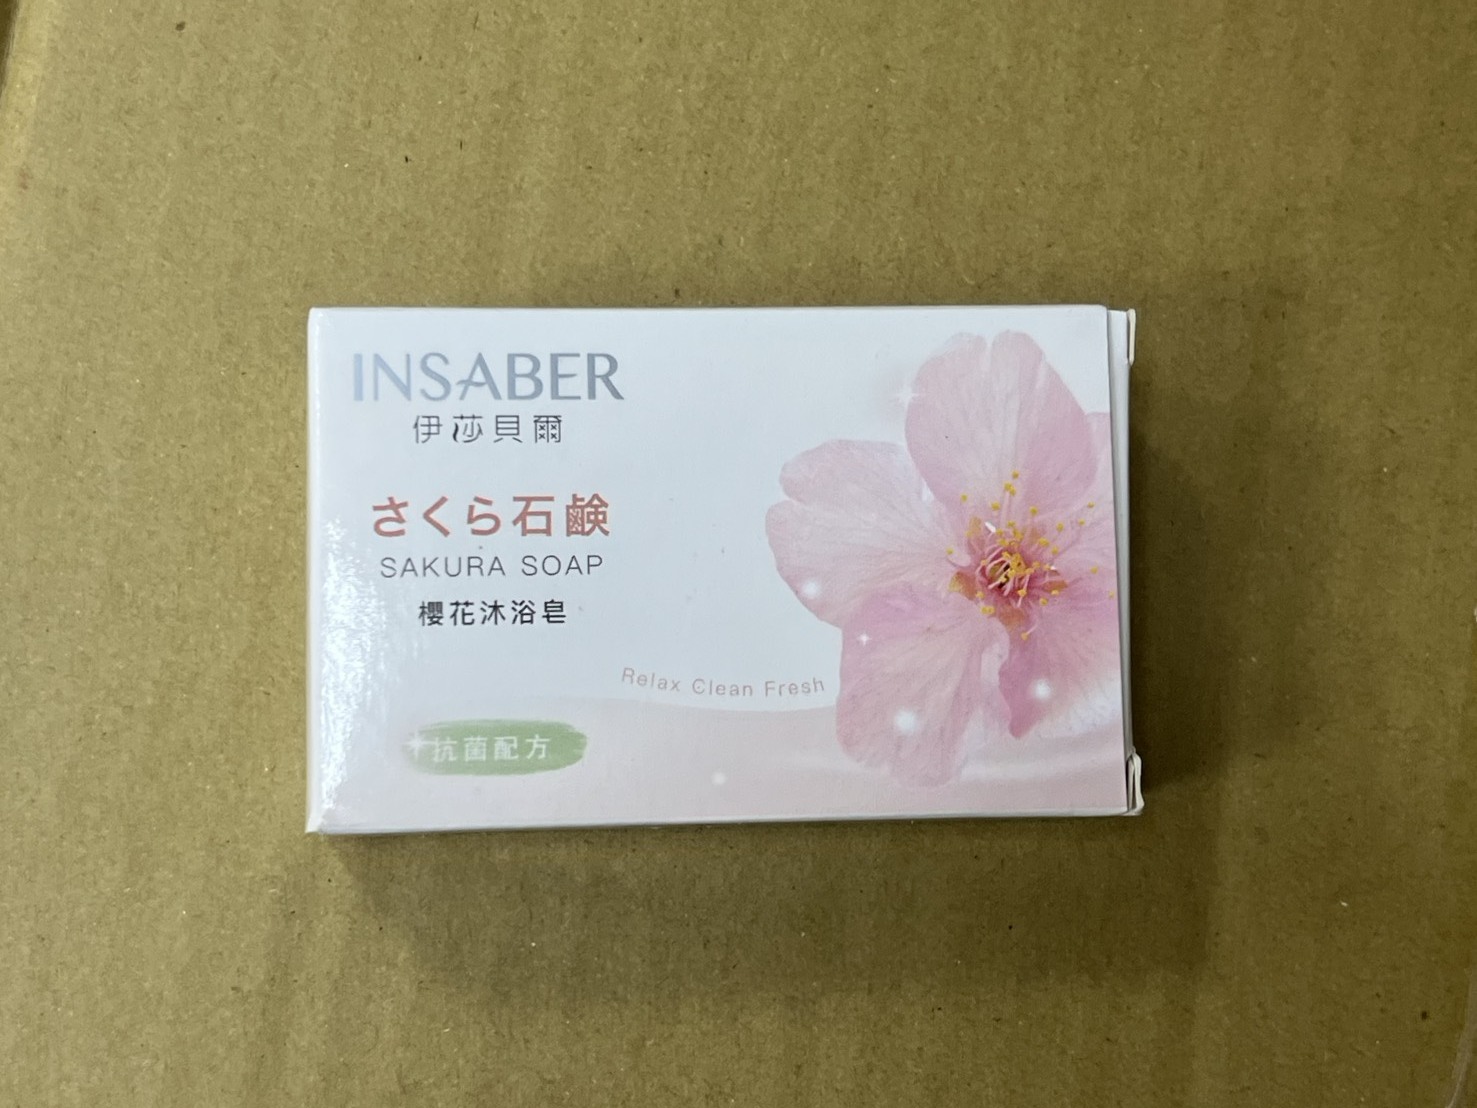 INSABER
伊莎貝爾
さくら石鹸
SAKURA SOAP
櫻花沐浴皂
Relax Clean Fresh
抗菌配方